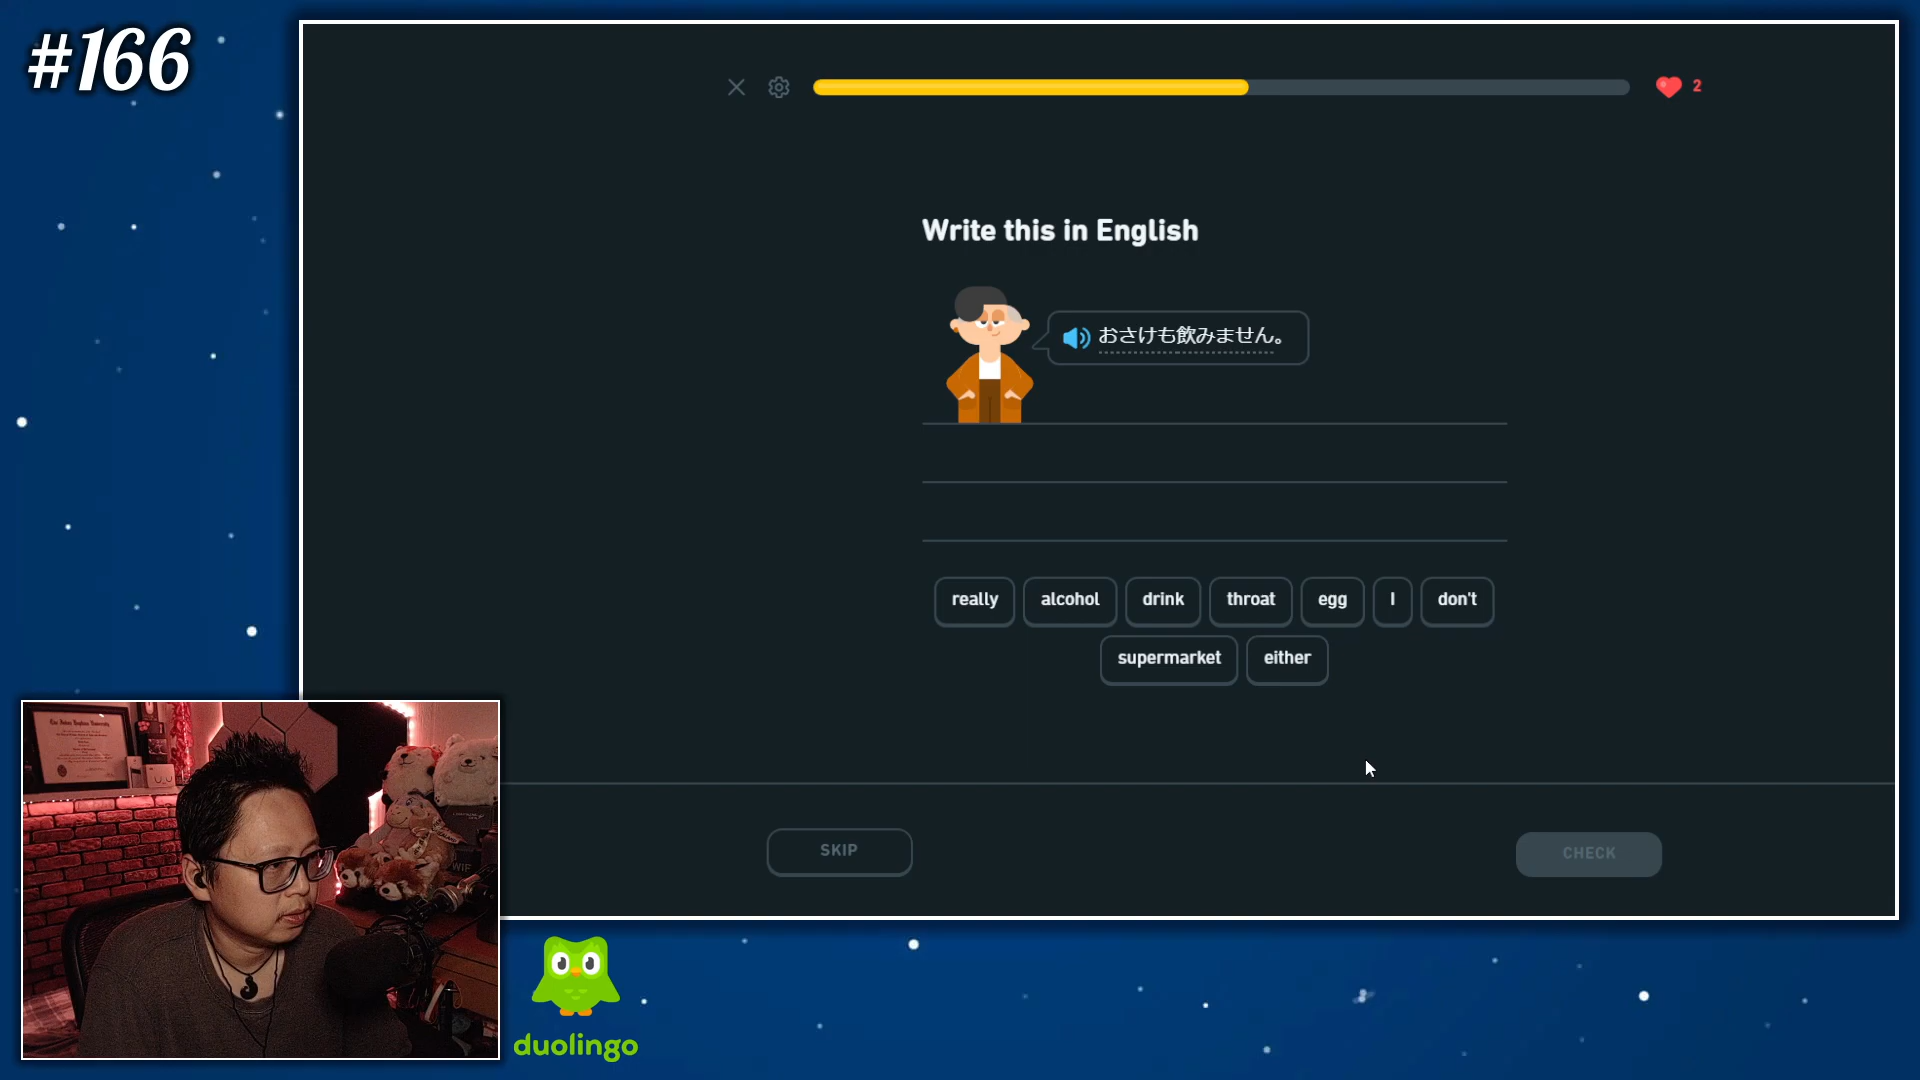 #166
2
Write this in English
おさけも飲みません。
really alcohol drink throat egg I don't
supermarket either
SKIP
CHECK
duolingo